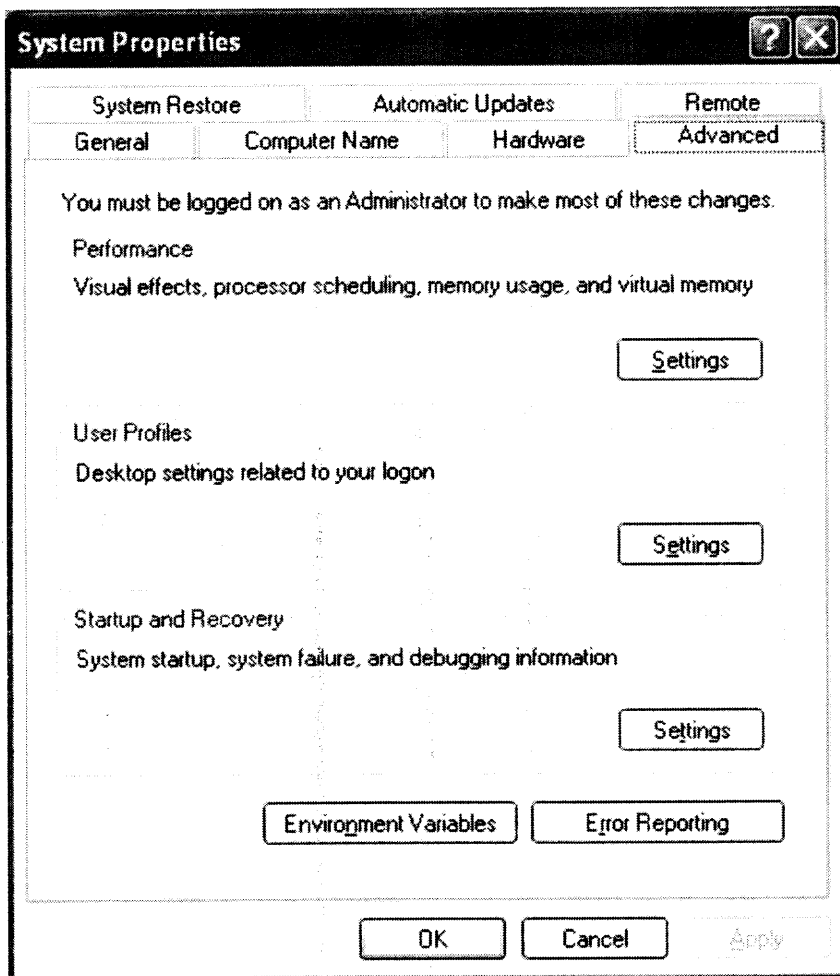 System Properties
System Restore Automatic Updates Remote
General Computer Name Hardware Advanced
You must be logged on as an Administrator to make most of these changes.
Performance
Visual effects, processor scheduling, memory usage, and virtual memory
Settings
User Profiles
Desktop settings related to your logon
Settings
Startup and Recovery
System startup, system failure, and debugging information
Settings
Environment Variables Error Reporting
OK Cancel Apply